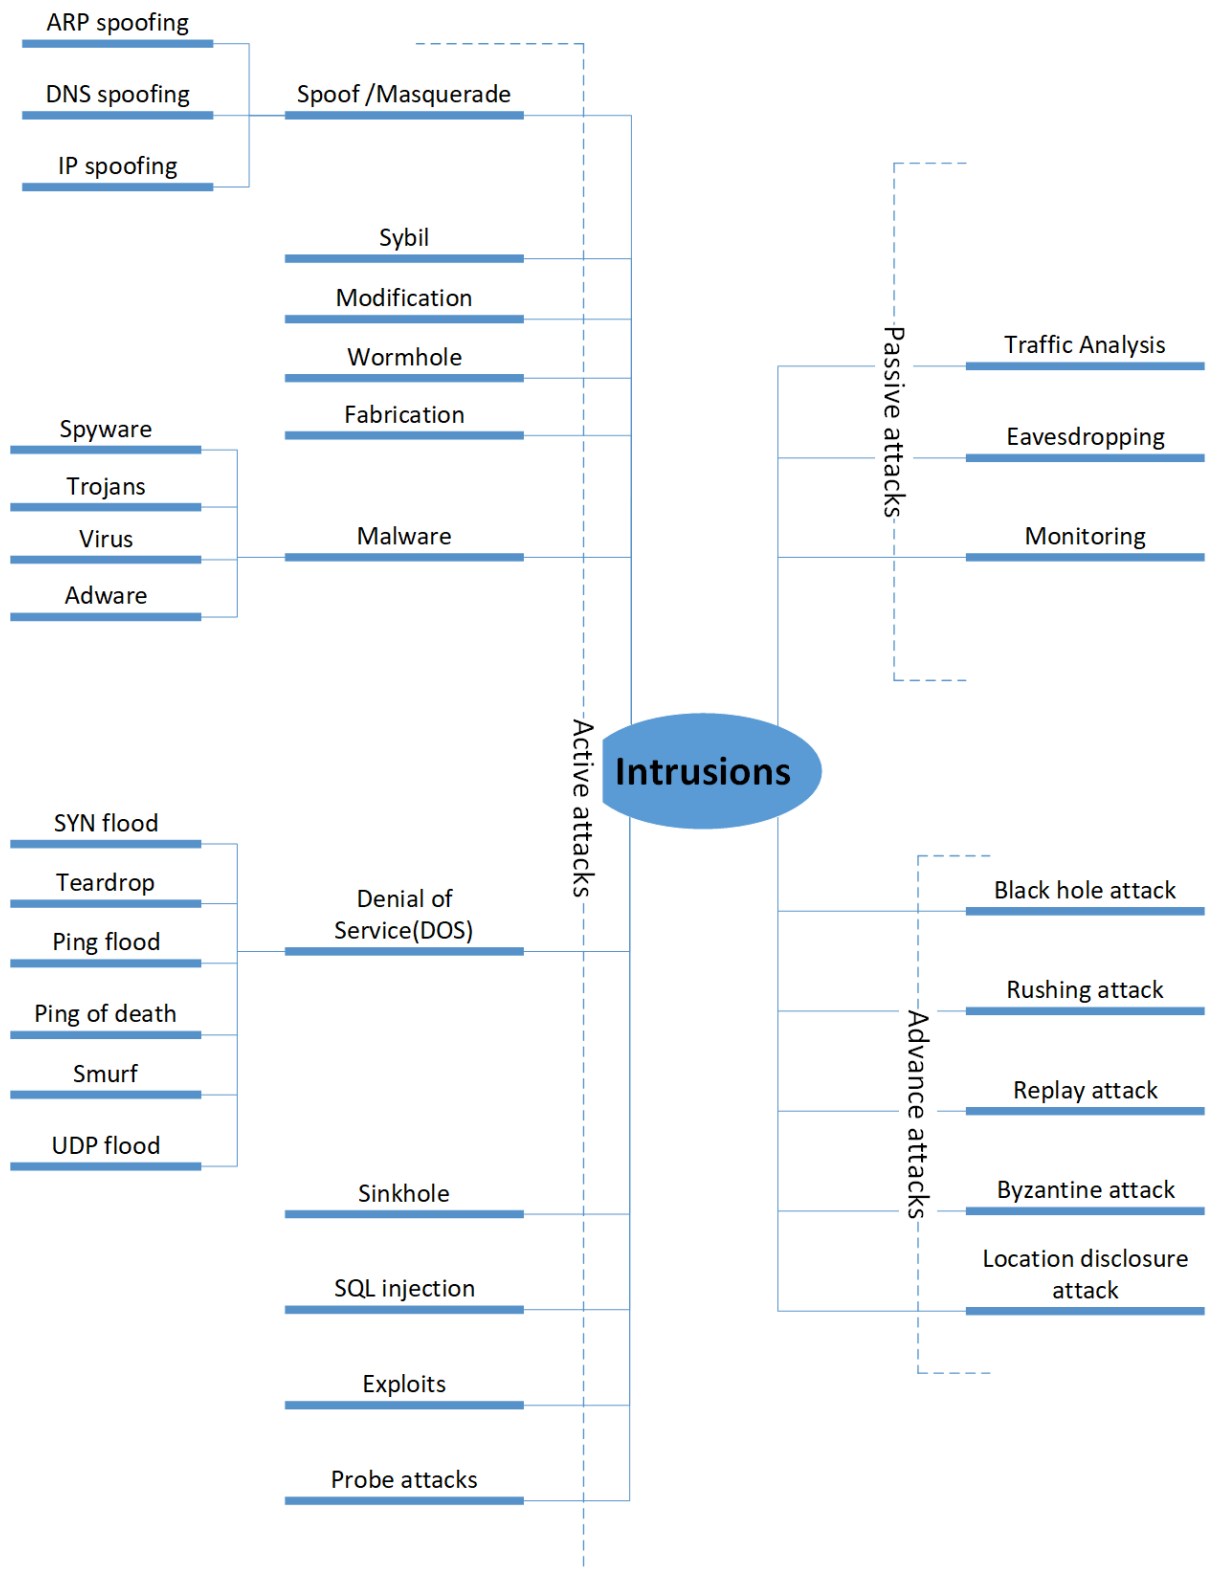 ARP spoofing
DNS spoofing
IP spoofing
Spoof /Masquerade
Sybil
Modification
Wormhole
Fabrication
Spyware
Trojans
Virus
Adware
Malware
SYN flood
Teardrop
Ping flood
Ping of death
Smurf
UDP flood
Denial of
Service(DOS)
Sinkhole
SQL injection
Exploits
Probe attacks
Active attacks
Intrusions
Passive attacks
Traffic Analysis
Eavesdropping
Monitoring
Advance attacks
Black hole attack
Rushing attack
Replay attack
Byzantine attack
Location disclosure
attack